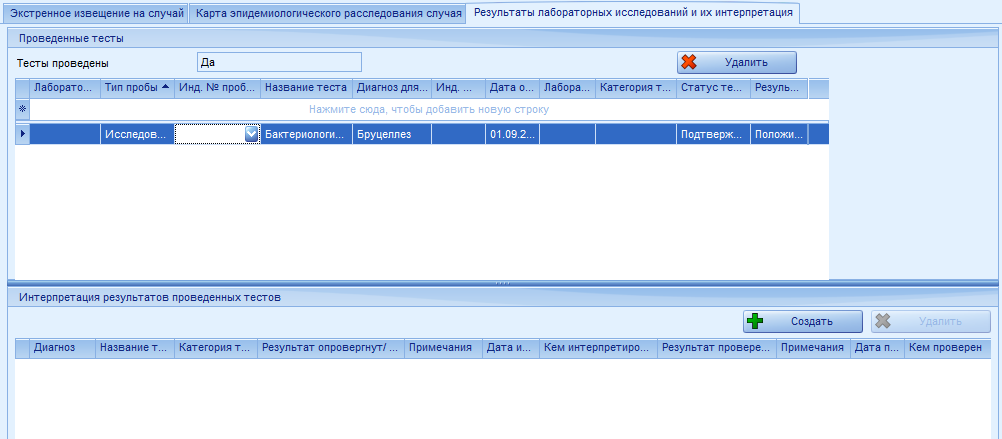 Экстренное извещение на случай Карта эпидемиологического расследования случая Результаты лабораторных исследований и их интерпретация
Проведенные тесты
Тесты проведены Да Удалить
Лаборато... Тип пробы Инд. № проб... Название теста Диагноз для... Инд. ... Дата о... Лабора... Категория т... Статус те... Резуль...
Нажмите сюда, чтобы добавить новую строку
Исследов... Бактериологи... Бруцеллез 01.09.2... Подтверж... Положи...
Интерпретация результатов проведенных тестов
Создать Удалить
Диагноз Название т... Категория т... Результат опровергнут/ ... Примечания Дата и... Кем интерпретиро... Результат провере... Примечания Дата п... Кем проверен